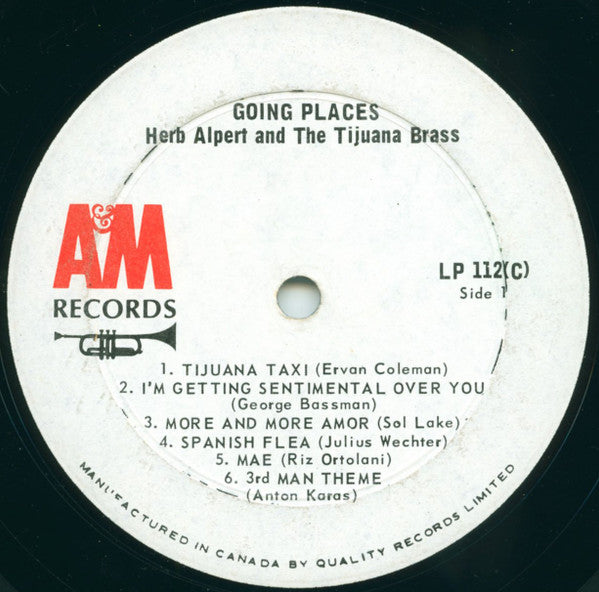 GOING PLACES
Herb Alpert and The Tijuana Brass
A&M
RECORDS
LP 112(C)
Side 1
1. TIJUANA TAXI (Ervan Coleman)
2. I'M GETTING SENTIMENTAL OVER YOU
(George Bassman)
3. MORE AND MORE AMOR (Sol Lake)
4. SPANISH FLEA (Julius Wechter)
5. MAE (Riz Ortolani)
6. 3rd MAN THEME
(Anton Karas)
MANUFACTURED IN CANADA BY QUALITY RECORDS LIMITED